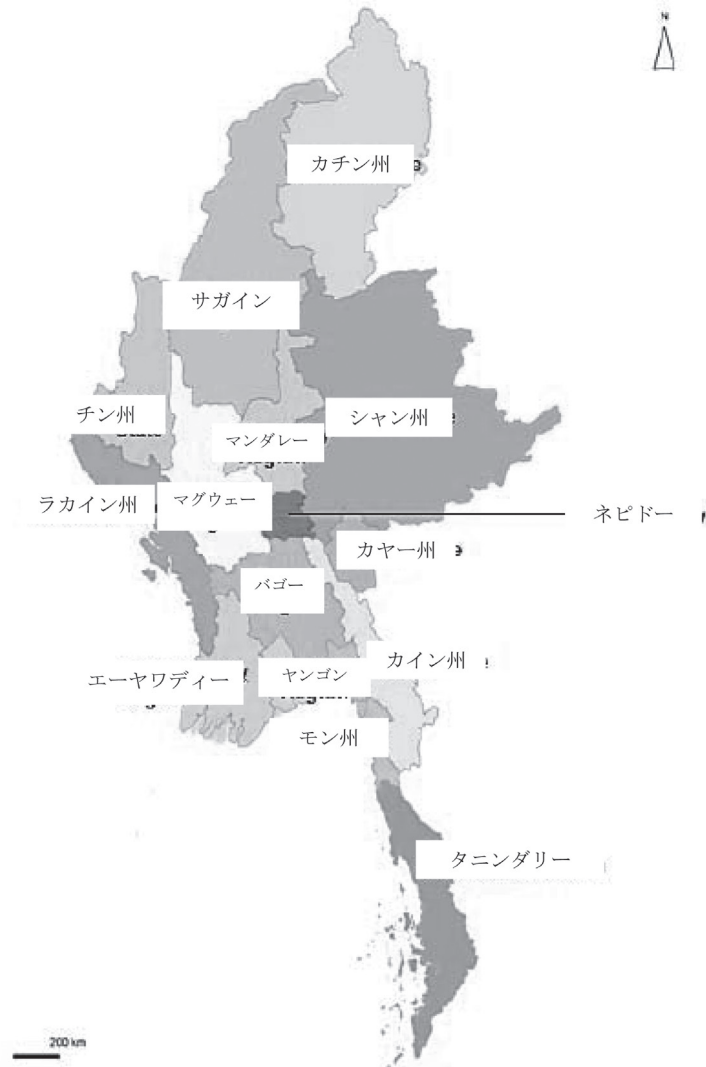 N
カチン州
サガイン
チン州
シャン州
マンダレー
ラカイン州
マグウェー
ネピドー
カヤー州
バゴー
カイン州
エーヤワディー
ヤンゴン
モン州
タニンダリー
200 km